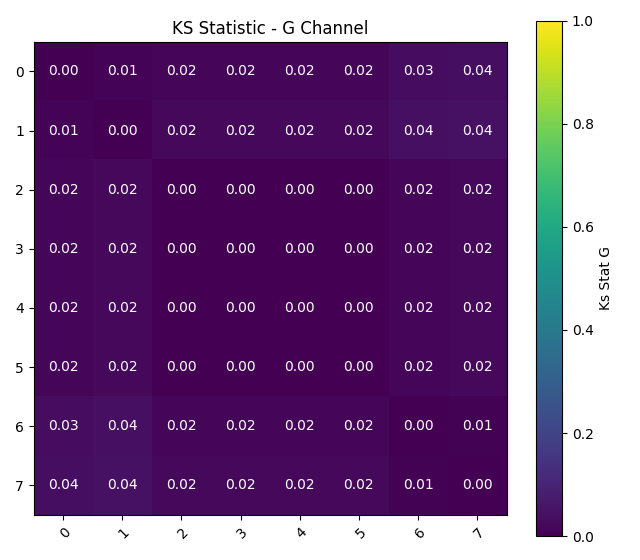 KS Statistic - G Channel
0 0.00 0.01 0.02 0.02 0.02 0.02 0.03 0.04
1 0.01 0.00 0.02 0.02 0.02 0.02 0.04 0.04
2 0.02 0.02 0.00 0.00 0.00 0.00 0.02 0.02
3 0.02 0.02 0.00 0.00 0.00 0.00 0.02 0.02
4 0.02 0.02 0.00 0.00 0.00 0.00 0.02 0.02
5 0.02 0.02 0.00 0.00 0.00 0.00 0.02 0.02
6 0.03 0.04 0.02 0.02 0.02 0.02 0.00 0.01
7 0.04 0.04 0.02 0.02 0.02 0.02 0.01 0.00
0 1 2 3 4 5 6 7
1.0
0.8
0.6
0.4
0.2
0.0
Ks Stat G